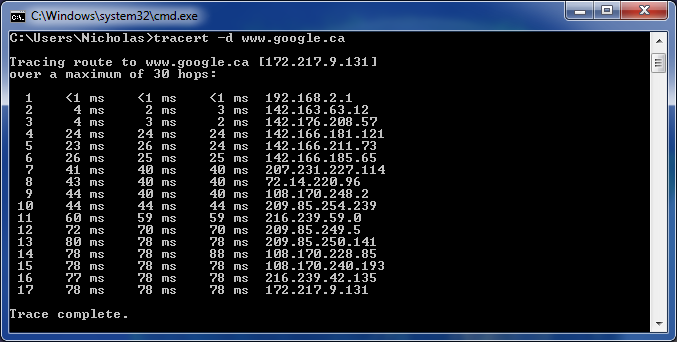 C:\Windows\system32\cmd.exe
C:\Users\Nicholas>tracert -d www.google.ca
Tracing route to www.google.ca [172.217.9.131]
over a maximum of 30 hops:
1 <1 ms <1 ms <1 ms 192.168.2.1
2 4 ms 2 ms 3 ms 142.163.63.12
3 4 ms 3 ms 2 ms 142.176.208.57
4 24 ms 24 ms 24 ms 142.166.181.121
5 23 ms 26 ms 24 ms 142.166.211.73
6 26 ms 25 ms 25 ms 142.166.185.65
7 41 ms 40 ms 40 ms 207.231.227.114
8 43 ms 40 ms 40 ms 72.14.220.96
9 44 ms 40 ms 40 ms 108.170.248.2
10 44 ms 44 ms 44 ms 209.85.254.239
11 60 ms 59 ms 59 ms 216.239.59.0
12 72 ms 70 ms 70 ms 209.85.249.5
13 80 ms 78 ms 78 ms 209.85.250.141
14 78 ms 78 ms 88 ms 108.170.228.85
15 78 ms 78 ms 78 ms 108.170.240.193
16 77 ms 78 ms 78 ms 216.239.42.135
17 78 ms 78 ms 78 ms 172.217.9.131
Trace complete.